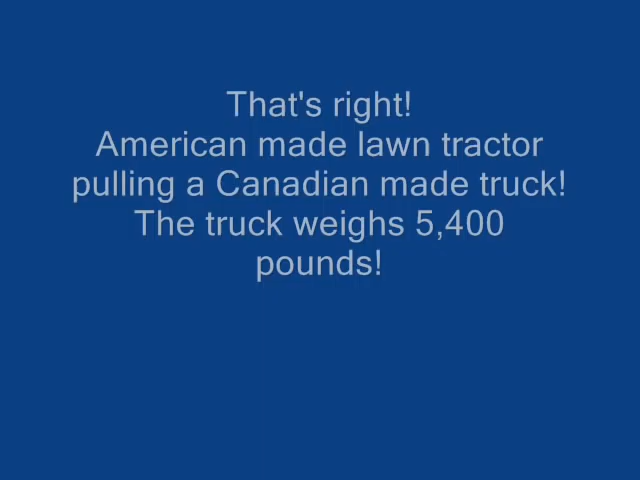 That's right!
American made lawn tractor
pulling a Canadian made truck!
The truck weighs 5,400
pounds!